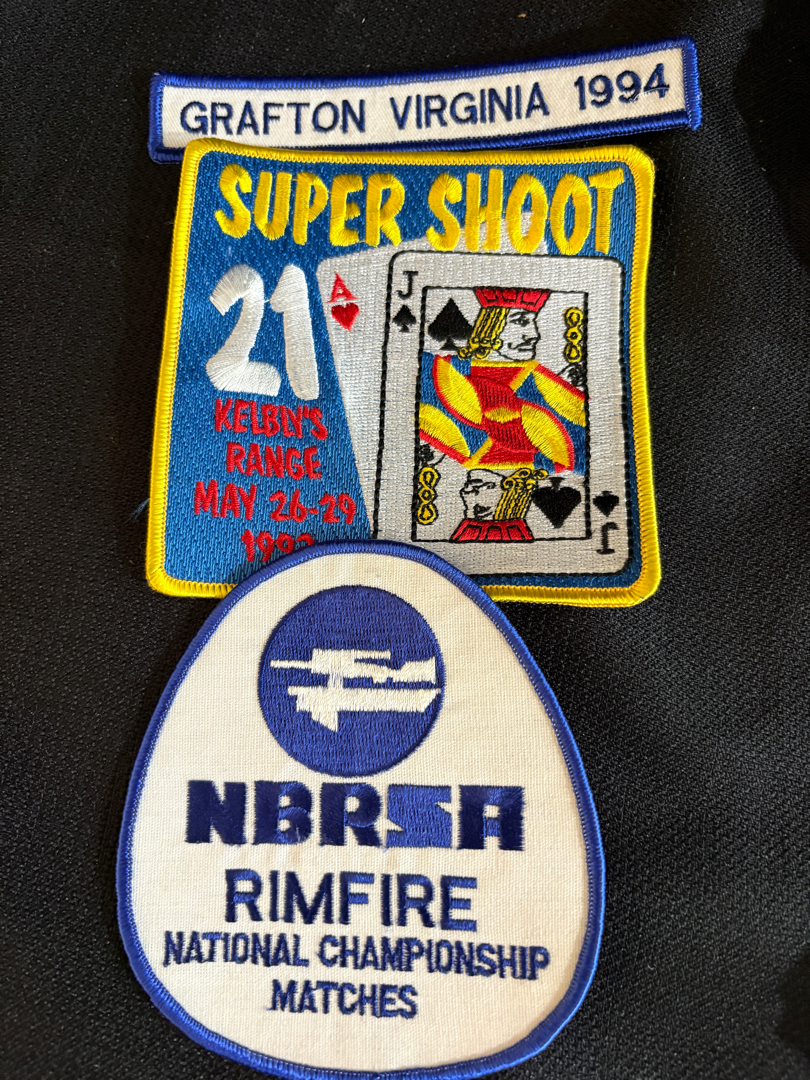 GRAFTON VIRGINIA 1994
SUPER SHOOT
21
A
J
KELBLY'S
RANGE
MAY 26-29
J
NBRSA
RIMFIRE
NATIONAL CHAMPIONSHIP
MATCHES